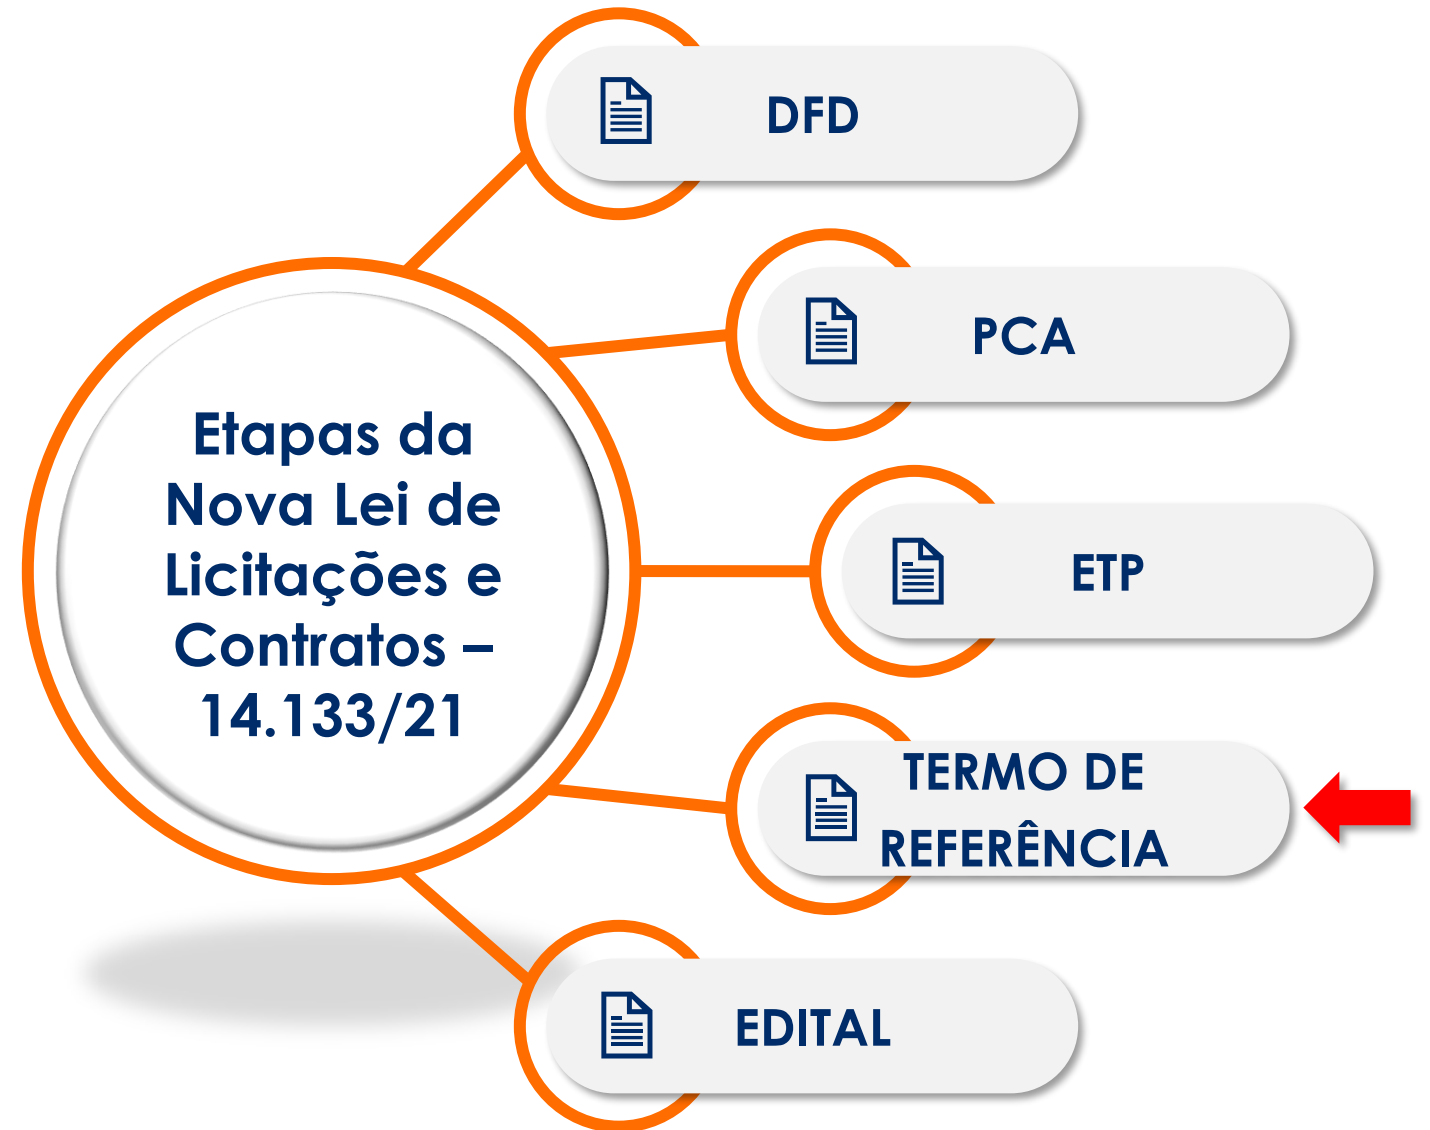 DFD
PCA
Etapas da
Nova Lei de
Licitações e
Contratos –
14.133/21
ETP
TERMO DE
REFERÊNCIA
EDITAL